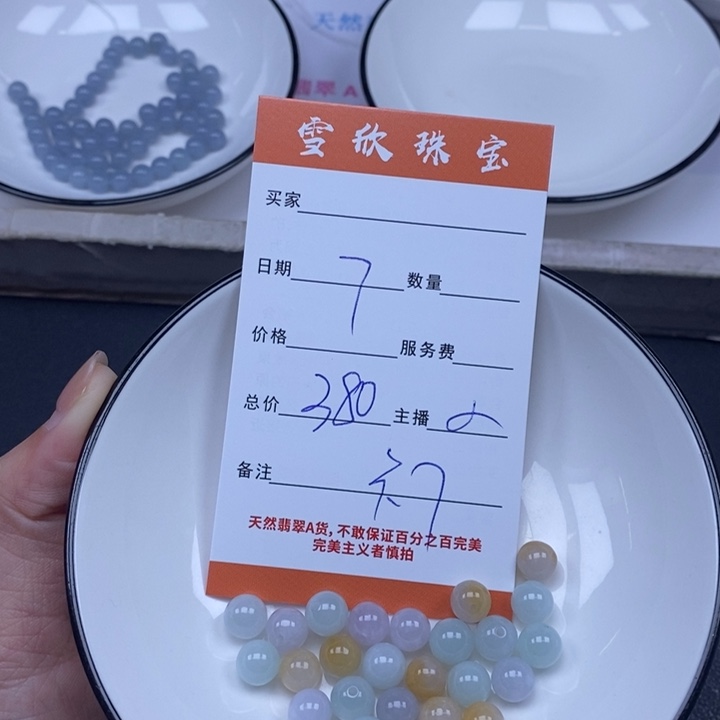 天然
翡翠 A
雪欣珠宝
买家
日期 7 数量
价格 服务费
总价 380 主播
备注
天然翡翠A货,不敢保证百分之百完美
完美主义者慎拍